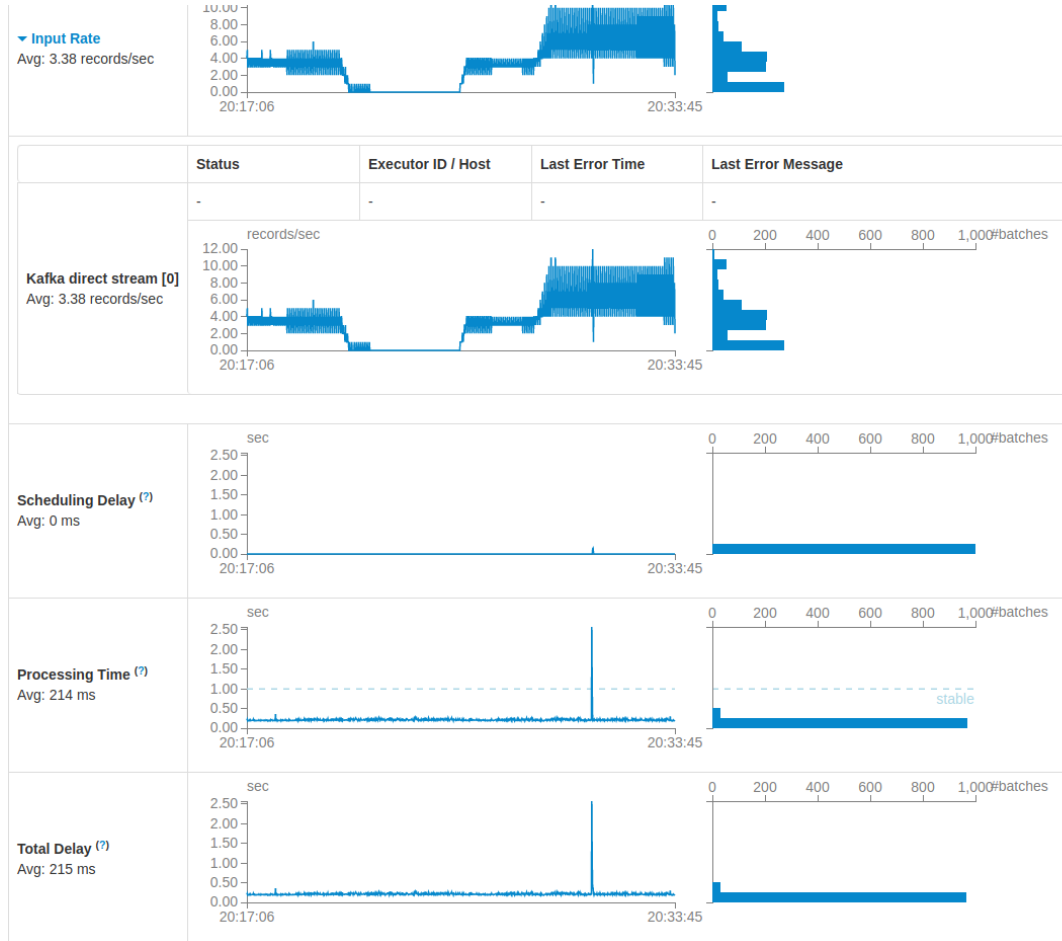 10.00
8.00
6.00
4.00
2.00
0.00
Input Rate
Avg: 3.38 records/sec
20:17:06 20:33:45
Status Executor ID / Host Last Error Time Last Error Message
- - - -
Kafka direct stream [0]
Avg: 3.38 records/sec
records/sec
12.00
10.00
8.00
6.00
4.00
2.00
0.00
20:17:06 20:33:45
0 200 400 600 800 1,000 #batches
Scheduling Delay (?)
Avg: 0 ms
sec
2.50
2.00
1.50
1.00
0.50
0.00
20:17:06 20:33:45
0 200 400 600 800 1,000 #batches
Processing Time (?)
Avg: 214 ms
sec
2.50
2.00
1.50
1.00
0.50
0.00
20:17:06 20:33:45
0 200 400 600 800 1,000 #batches
stable
Total Delay (?)
Avg: 215 ms
sec
2.50
2.00
1.50
1.00
0.50
0.00
20:17:06 20:33:45
0 200 400 600 800 1,000 #batches